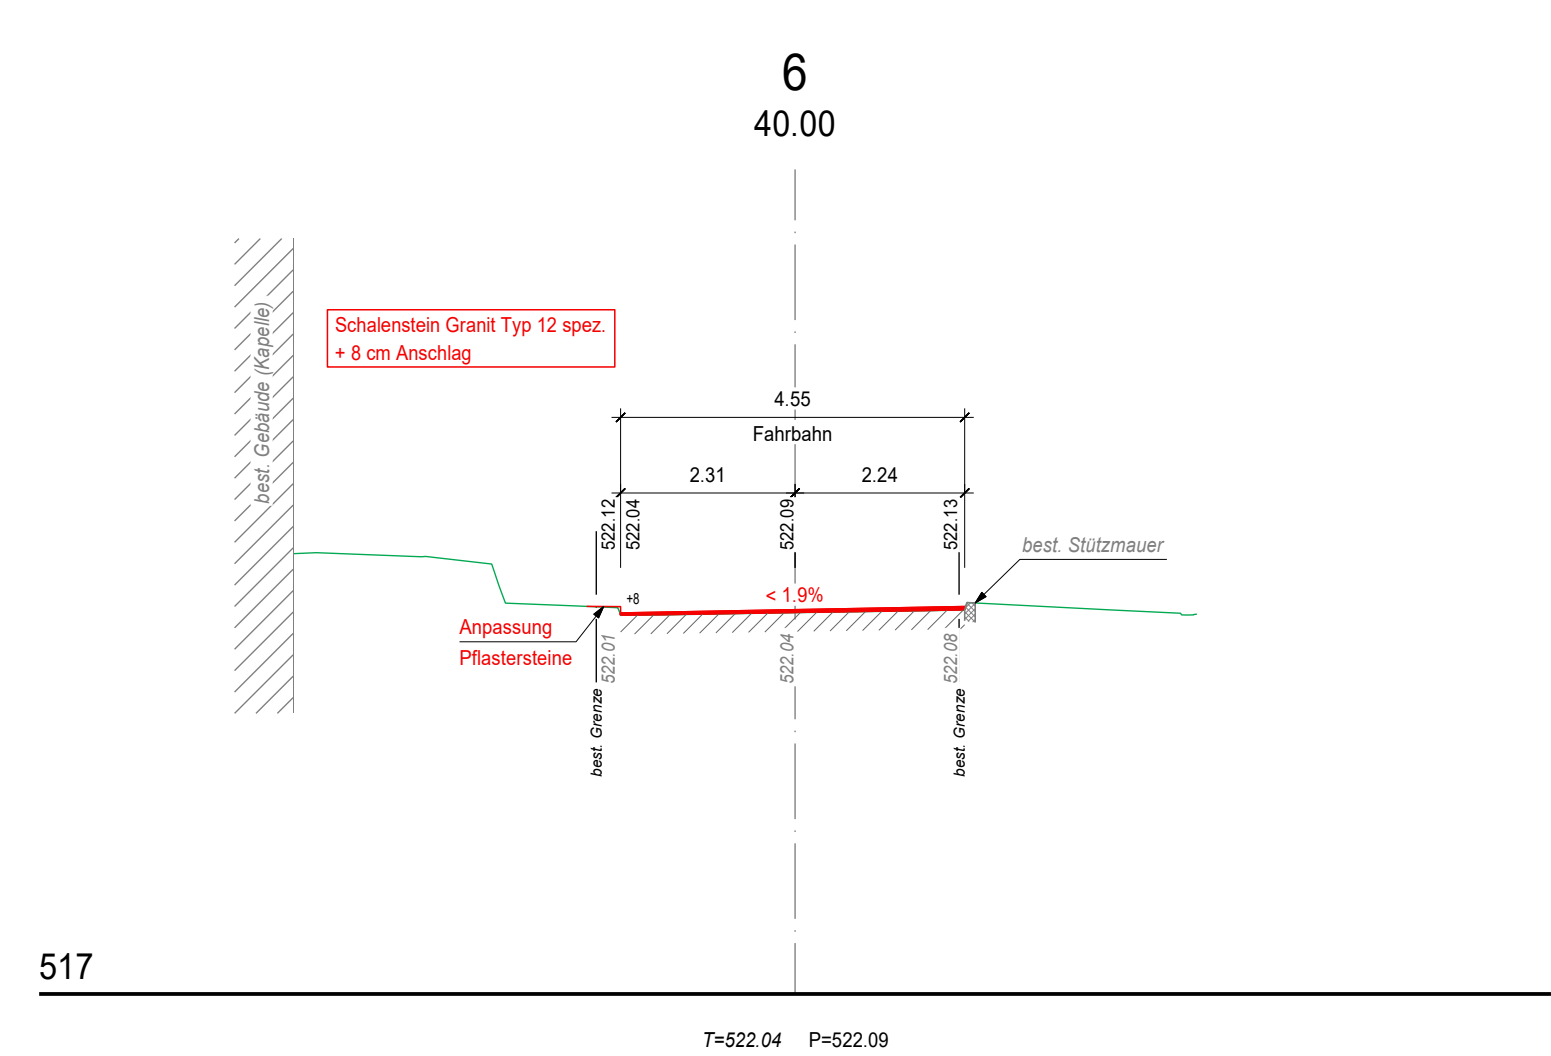 6
40.00
best. Gebäude (Kapelle)
Schalenstein Granit Typ 12 spez.
+ 8 cm Anschlag
4.55
Fahrbahn
2.31
2.24
522.12
522.04
522.09
522.13
best. Stützmauer
+8
< 1.9%
Anpassung
Pflastersteine
522.01
522.04
522.08
best. Grenze
best. Grenze
517
T=522.04 P=522.09